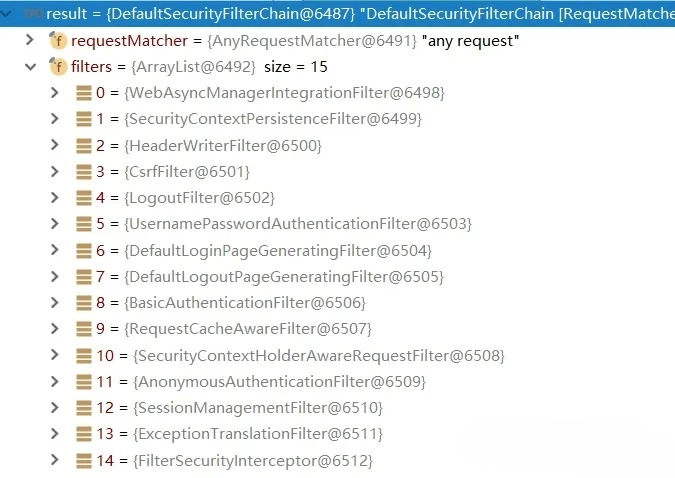 result = {DefaultSecurityFilterChain@6487} "DefaultSecurityFilterChain [RequestMatche
f requestMatcher = {AnyRequestMatcher@6491} "any request"
f filters = {ArrayList@6492} size = 15
0 = {WebAsyncManagerIntegrationFilter@6498}
1 = {SecurityContextPersistenceFilter@6499}
2 = {HeaderWriterFilter@6500}
3 = {CsrfFilter@6501}
4 = {LogoutFilter@6502}
5 = {UsernamePasswordAuthenticationFilter@6503}
6 = {DefaultLoginPageGeneratingFilter@6504}
7 = {DefaultLogoutPageGeneratingFilter@6505}
8 = {BasicAuthenticationFilter@6506}
9 = {RequestCacheAwareFilter@6507}
10 = {SecurityContextHolderAwareRequestFilter@6508}
11 = {AnonymousAuthenticationFilter@6509}
12 = {SessionManagementFilter@6510}
13 = {ExceptionTranslationFilter@6511}
14 = {FilterSecurityInterceptor@6512}